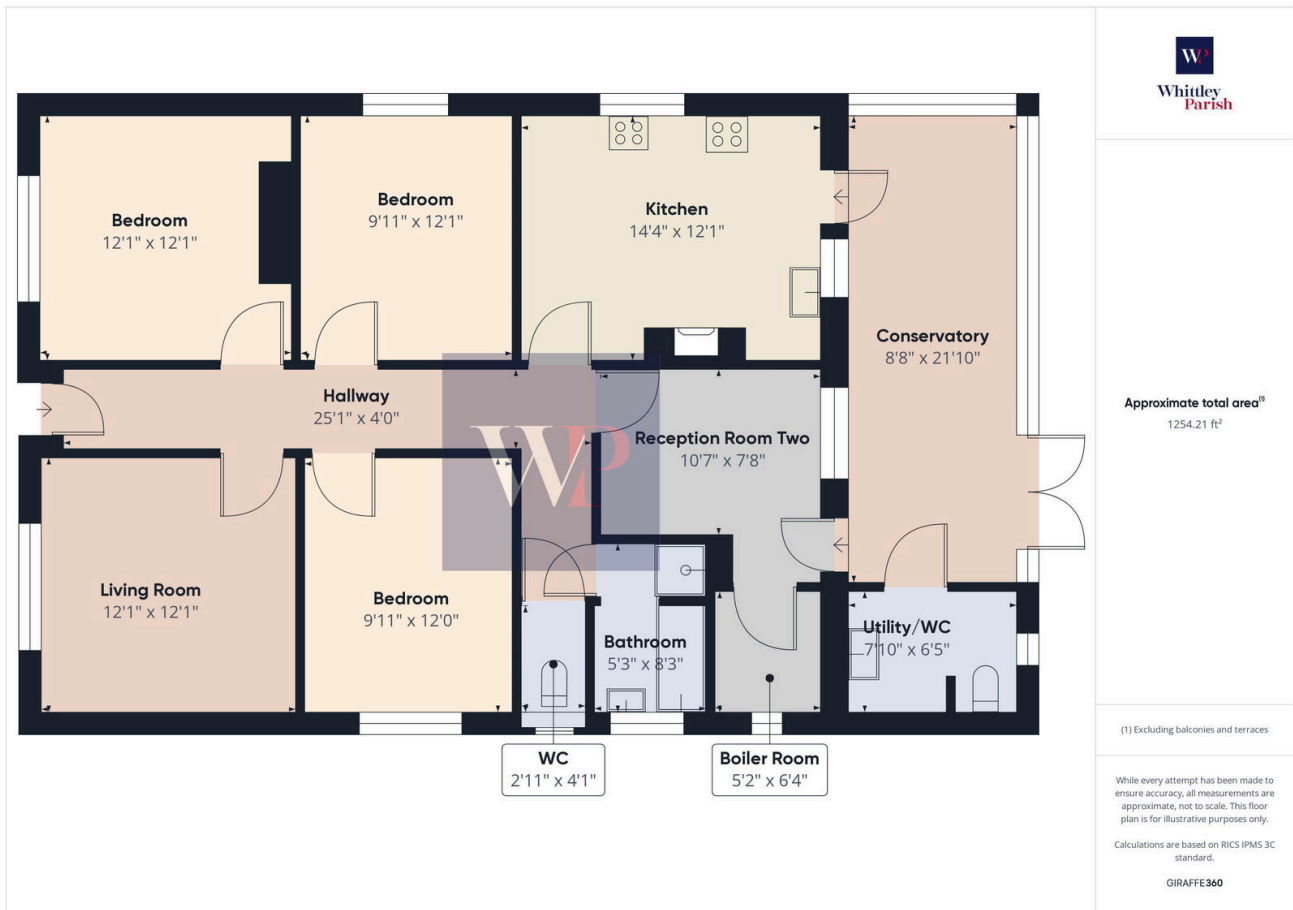 Bedroom
12'1" x 12'1"
Bedroom
9'11" x 12'1"
Kitchen
14'4" x 12'1"
Conservatory
8'8" x 21'10"
Hallway
25'1" x 4'0"
Reception Room Two
10'7" x 7'8"
WP
Living Room
12'1" x 12'1"
Bedroom
9'11" x 12'0"
Bathroom
5'3" x 8'3"
Utility/WC
7'10" x 6'5"
WC
2'11" x 4'1"
Boiler Room
5'2" x 6'4"
WP
Whittley
Parish
Approximate total area⁽¹⁾
1254.21 ft²
(1) Excluding balconies and terraces
While every attempt has been made to
ensure accuracy, all measurements are
approximate, not to scale. This floor
plan is for illustrative purposes only.
Calculations are based on RICS IPMS 3C
standard.
GIRAFFE360